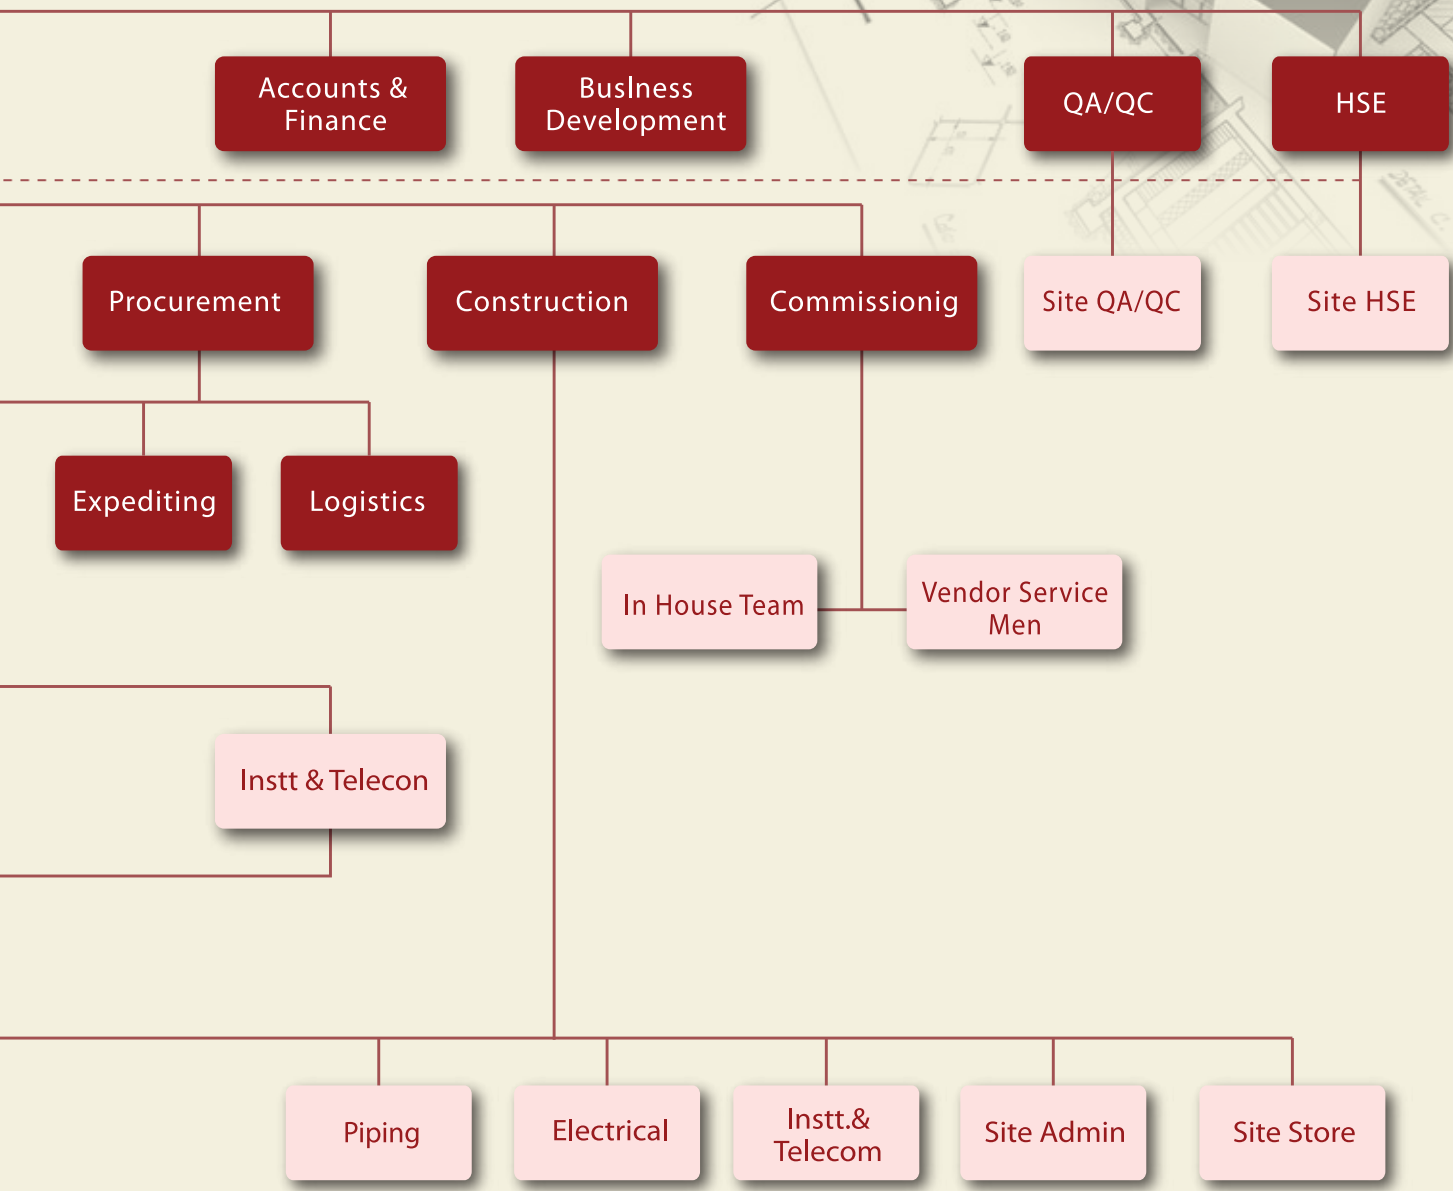 Accounts &
Finance
BusIness
Development
QA/QC
HSE
Procurement
Construction
Commissionig
Site QA/QC
Site HSE
Expediting
Logistics
In House Team
Vendor Service
Men
Instt & Telecon
Piping
Electrical
Instt.&
Telecom
Site Admin
Site Store